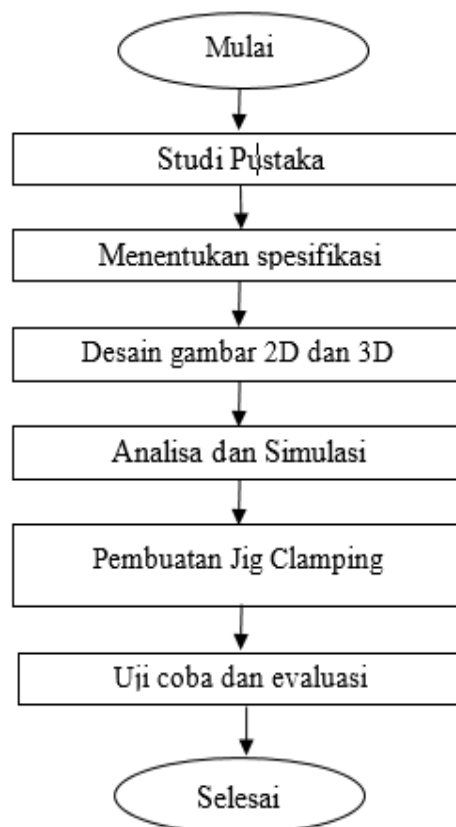 Mulai
Studi Pustaka
Menentukan spesifikasi
Desain gambar 2D dan 3D
Analisa dan Simulasi
Pembuatan Jig Clamping
Uji coba dan evaluasi
Selesai